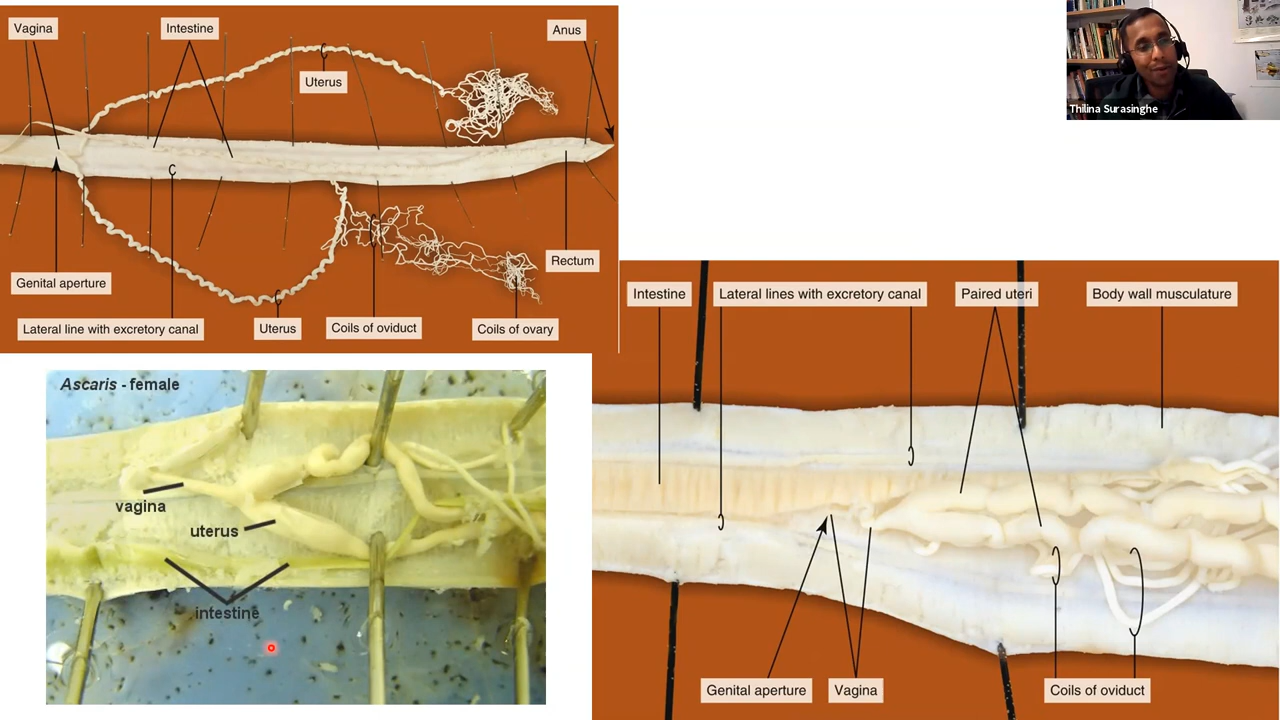 Vagina
Intestine
Anus
Uterus
Genital aperture
Rectum
Lateral line with excretory canal
Uterus
Coils of oviduct
Coils of ovary
Thilina Surasinghe
Ascaris - female
vagina
uterus
intestine
Intestine
Lateral lines with excretory canal
Paired uteri
Body wall musculature
Genital aperture
Vagina
Coils of oviduct